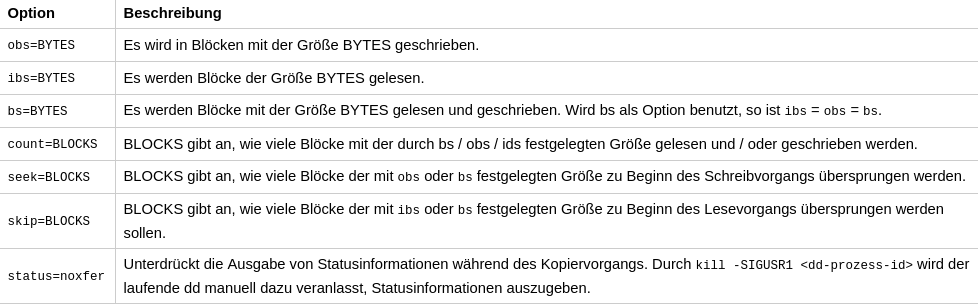 Option Beschreibung
obs=BYTES Es wird in Blöcken mit der Größe BYTES geschrieben.
ibs=BYTES Es werden Blöcke der Größe BYTES gelesen.
bs=BYTES Es werden Blöcke mit der Größe BYTES gelesen und geschrieben. Wird bs als Option benutzt, so ist ibs = obs = bs.
count=BLOCKS BLOCKS gibt an, wie viele Blöcke mit der durch bs / obs / ids festgelegten Größe gelesen und / oder geschrieben werden.
seek=BLOCKS BLOCKS gibt an, wie viele Blöcke der mit obs oder bs festgelegten Größe zu Beginn des Schreibvorgangs übersprungen werden.
skip=BLOCKS BLOCKS gibt an, wie viele Blöcke der mit ibs oder bs festgelegten Größe zu Beginn des Lesevorgangs übersprungen werden
sollen.
status=noxfer Unterdrückt die Ausgabe von Statusinformationen während des Kopiervorgangs. Durch kill -SIGUSR1 <dd-prozess-id> wird der
laufende dd manuell dazu veranlasst, Statusinformationen auszugeben.